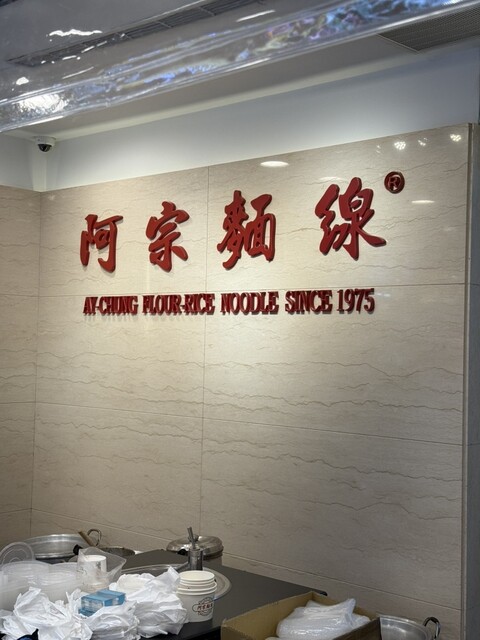 阿宗麵線®
AY-CHUNG FLOUR-RICE NOODLE SINCE 1975